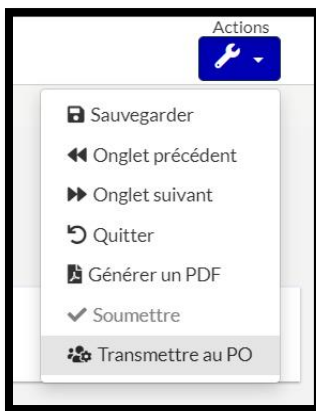 Actions
Sauvegarder
Onglet précédent
Onglet suivant
Quitter
Générer un PDF
Soumettre
Transmettre au PO